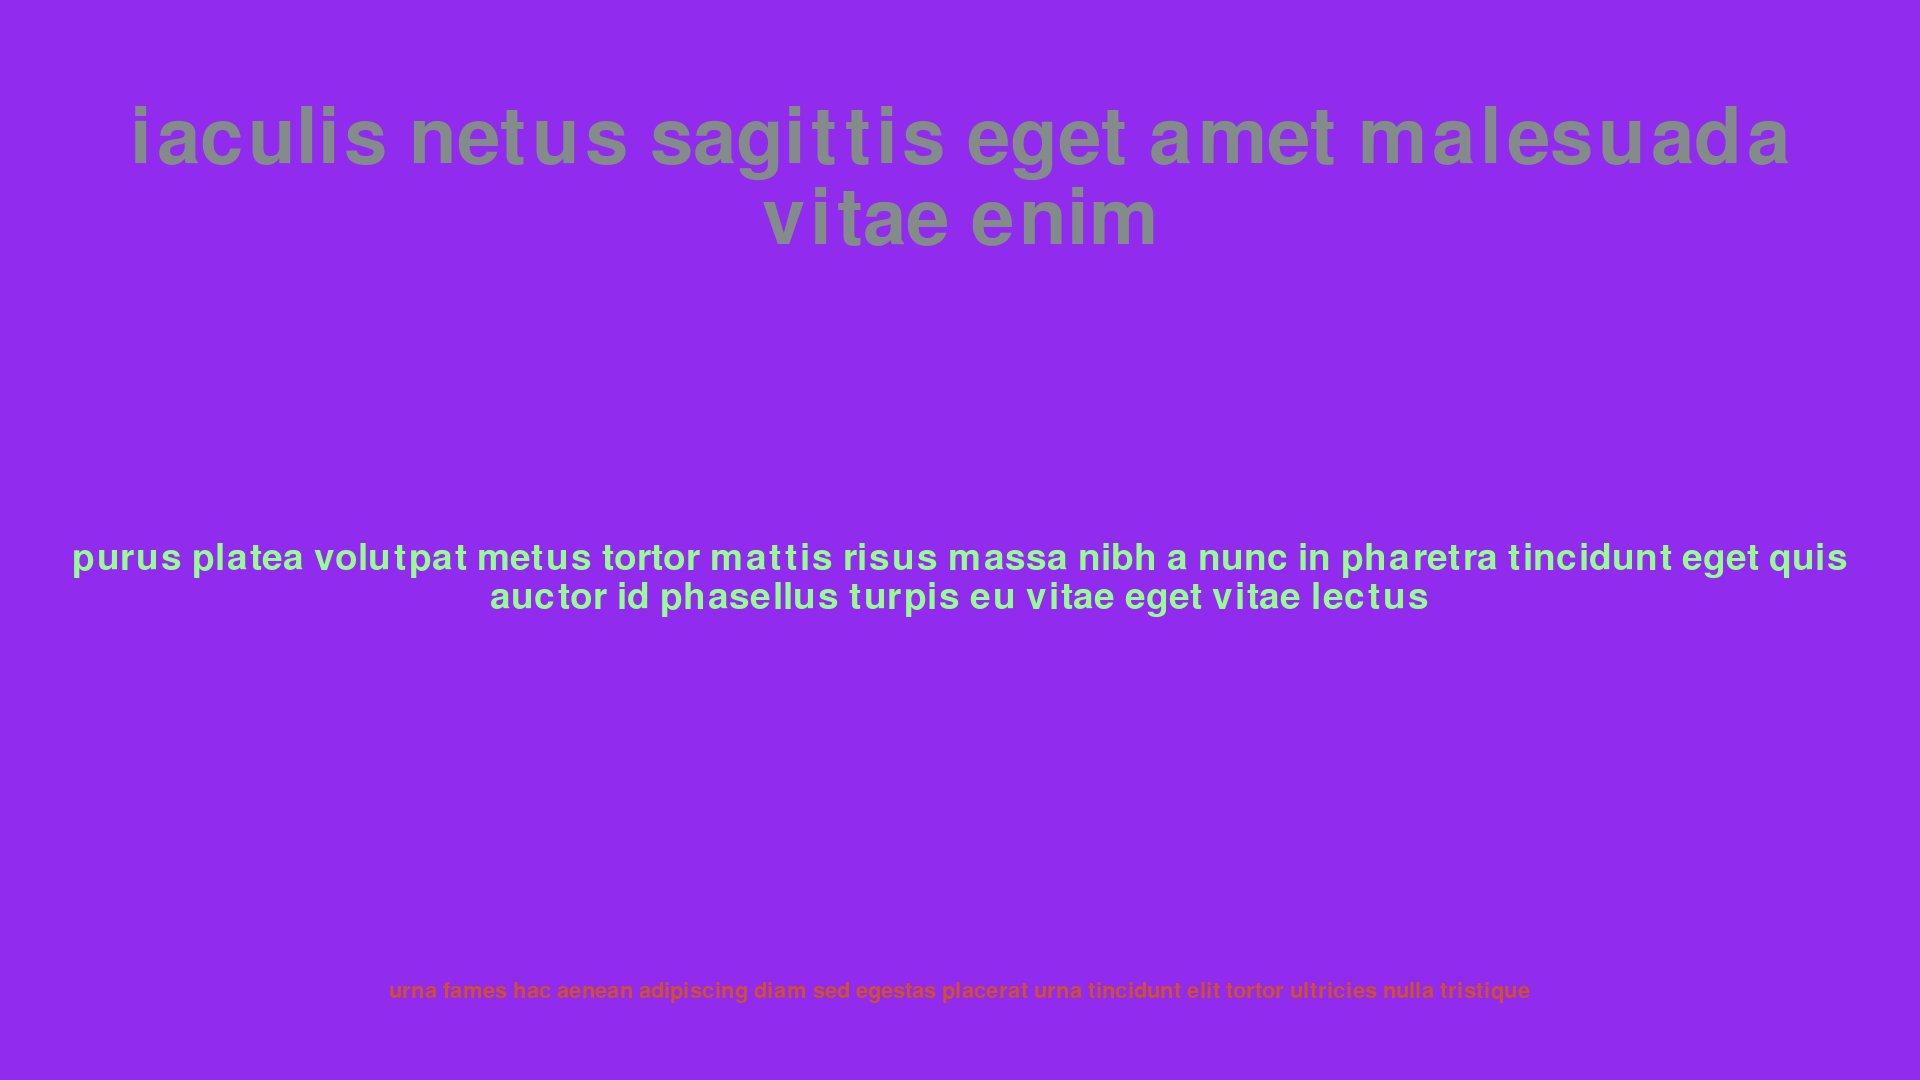 iaculis netus sagittis eget amet malesuada
vitae enim
purus platea volutpat metus tortor mattis risus massa nibh a nunc in pharetra tincidunt eget quis
auctor id phasellus turpis eu vitae eget vitae lectus
urna fames hac aenean adipiscing diam sed egestas placerat urna tincidunt elit tortor ultricies nulla tristique